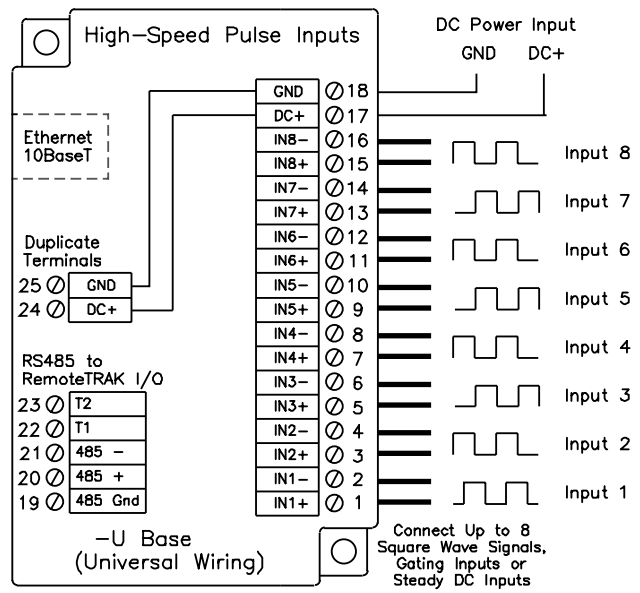 High-Speed Pulse Inputs
DC Power Input
GND DC+
GND 18
DC+ 17
IN8- 16
IN8+ 15
Input 8
IN7- 14
IN7+ 13
Input 7
IN6- 12
IN6+ 11
Input 6
IN5- 10
IN5+ 9
Input 5
IN4- 8
IN4+ 7
Input 4
IN3- 6
IN3+ 5
Input 3
IN2- 4
IN2+ 3
Input 2
IN1- 2
IN1+ 1
Input 1
Ethernet
10BaseT
Duplicate
Terminals
25 GND
24 DC+
RS485 to
RemoteTRAK I/O
23 T2
22 T1
21 485 -
20 485 +
19 485 Gnd
-U Base
(Universal Wiring)
Connect Up to 8
Square Wave Signals,
Gating Inputs or
Steady DC Inputs